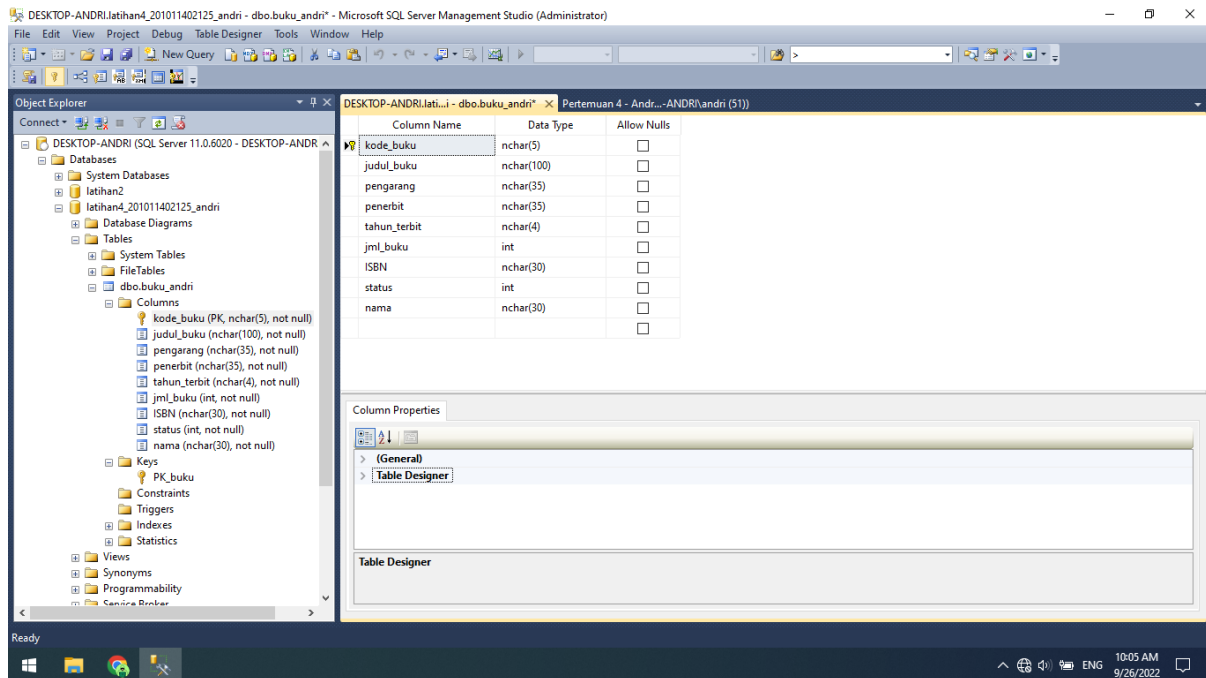 DESKTOP-ANDRI.latihan4_201011402125_andri - dbo.buku_andri* - Microsoft SQL Server Management Studio (Administrator)
File Edit View Project Debug Table Designer Tools Window Help
New Query
>
Object Explorer
DESKTOP-ANDRI.lati...i - dbo.buku_andri*
Pertemuan 4 - Andr...-ANDRI\andri (51))
Connect
DESKTOP-ANDRI (SQL Server 11.0.6020 - DESKTOP-ANDR
Databases
System Databases
latihan2
latihan4_201011402125_andri
Database Diagrams
Tables
System Tables
FileTables
dbo.buku_andri
Columns
kode_buku (PK, nchar(5), not null)
judul_buku (nchar(100), not null)
pengarang (nchar(35), not null)
penerbit (nchar(35), not null)
tahun_terbit (nchar(4), not null)
jml_buku (int, not null)
ISBN (nchar(30), not null)
status (int, not null)
nama (nchar(30), not null)
Keys
PK_buku
Constraints
Triggers
Indexes
Statistics
Views
Synonyms
Programmability
Service Broker
Column Name Data Type Allow Nulls
kode_buku nchar(5)
judul_buku nchar(100)
pengarang nchar(35)
penerbit nchar(35)
tahun_terbit nchar(4)
jml_buku int
ISBN nchar(30)
status int
nama nchar(30)
Column Properties
(General)
Table Designer
Table Designer
Ready
ENG
10:05 AM
9/26/2022